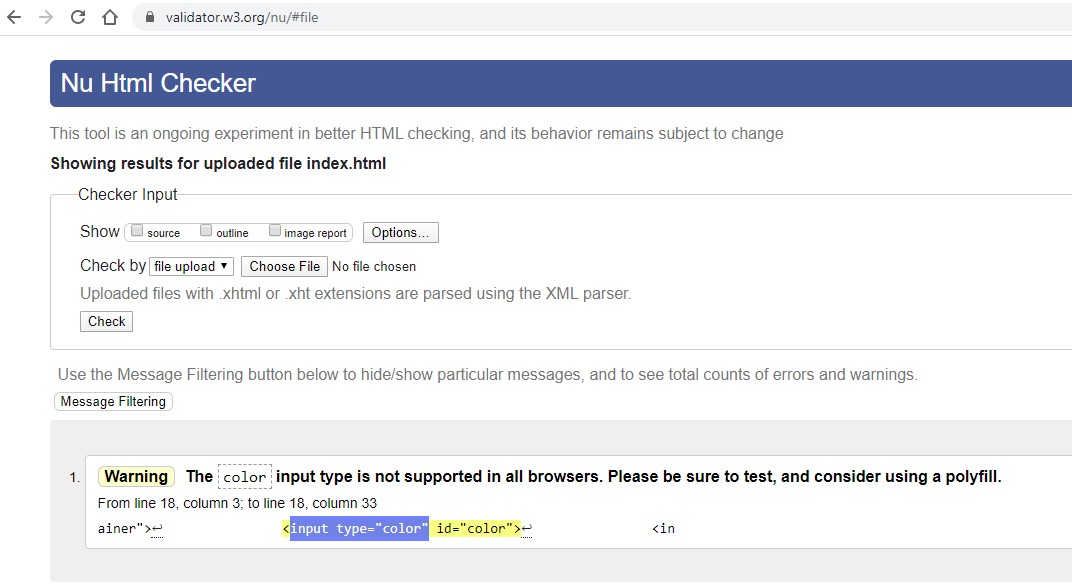 validator.w3.org/nu/#file
Nu Html Checker
This tool is an ongoing experiment in better HTML checking, and its behavior remains subject to change
Showing results for uploaded file index.html
Checker Input
Show source outline image report Options...
Check by file upload ▼ Choose File No file chosen
Uploaded files with .xhtml or .xht extensions are parsed using the XML parser.
Check
Use the Message Filtering button below to hide/show particular messages, and to see total counts of errors and warnings.
Message Filtering
1. Warning The color input type is not supported in all browsers. Please be sure to test, and consider using a polyfill.
From line 18, column 3; to line 18, column 33
ainer">↩ <input type="color" id="color">↩ <in